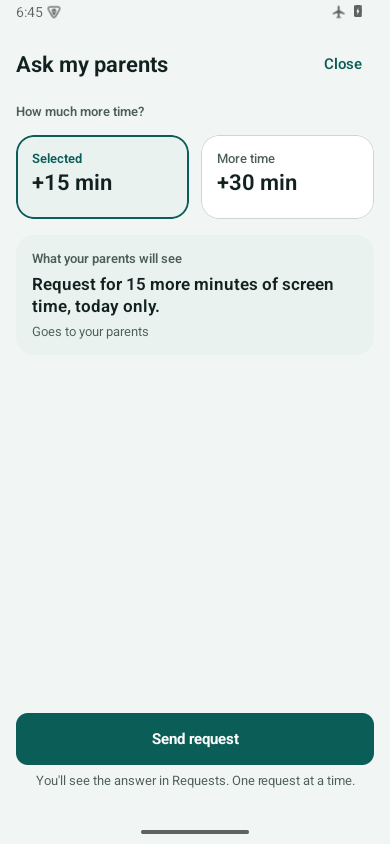 6:45
Ask my parents
Close
How much more time?
Selected
+15 min
More time
+30 min
What your parents will see
Request for 15 more minutes of screen
time, today only.
Goes to your parents
Send request
You'll see the answer in Requests. One request at a time.